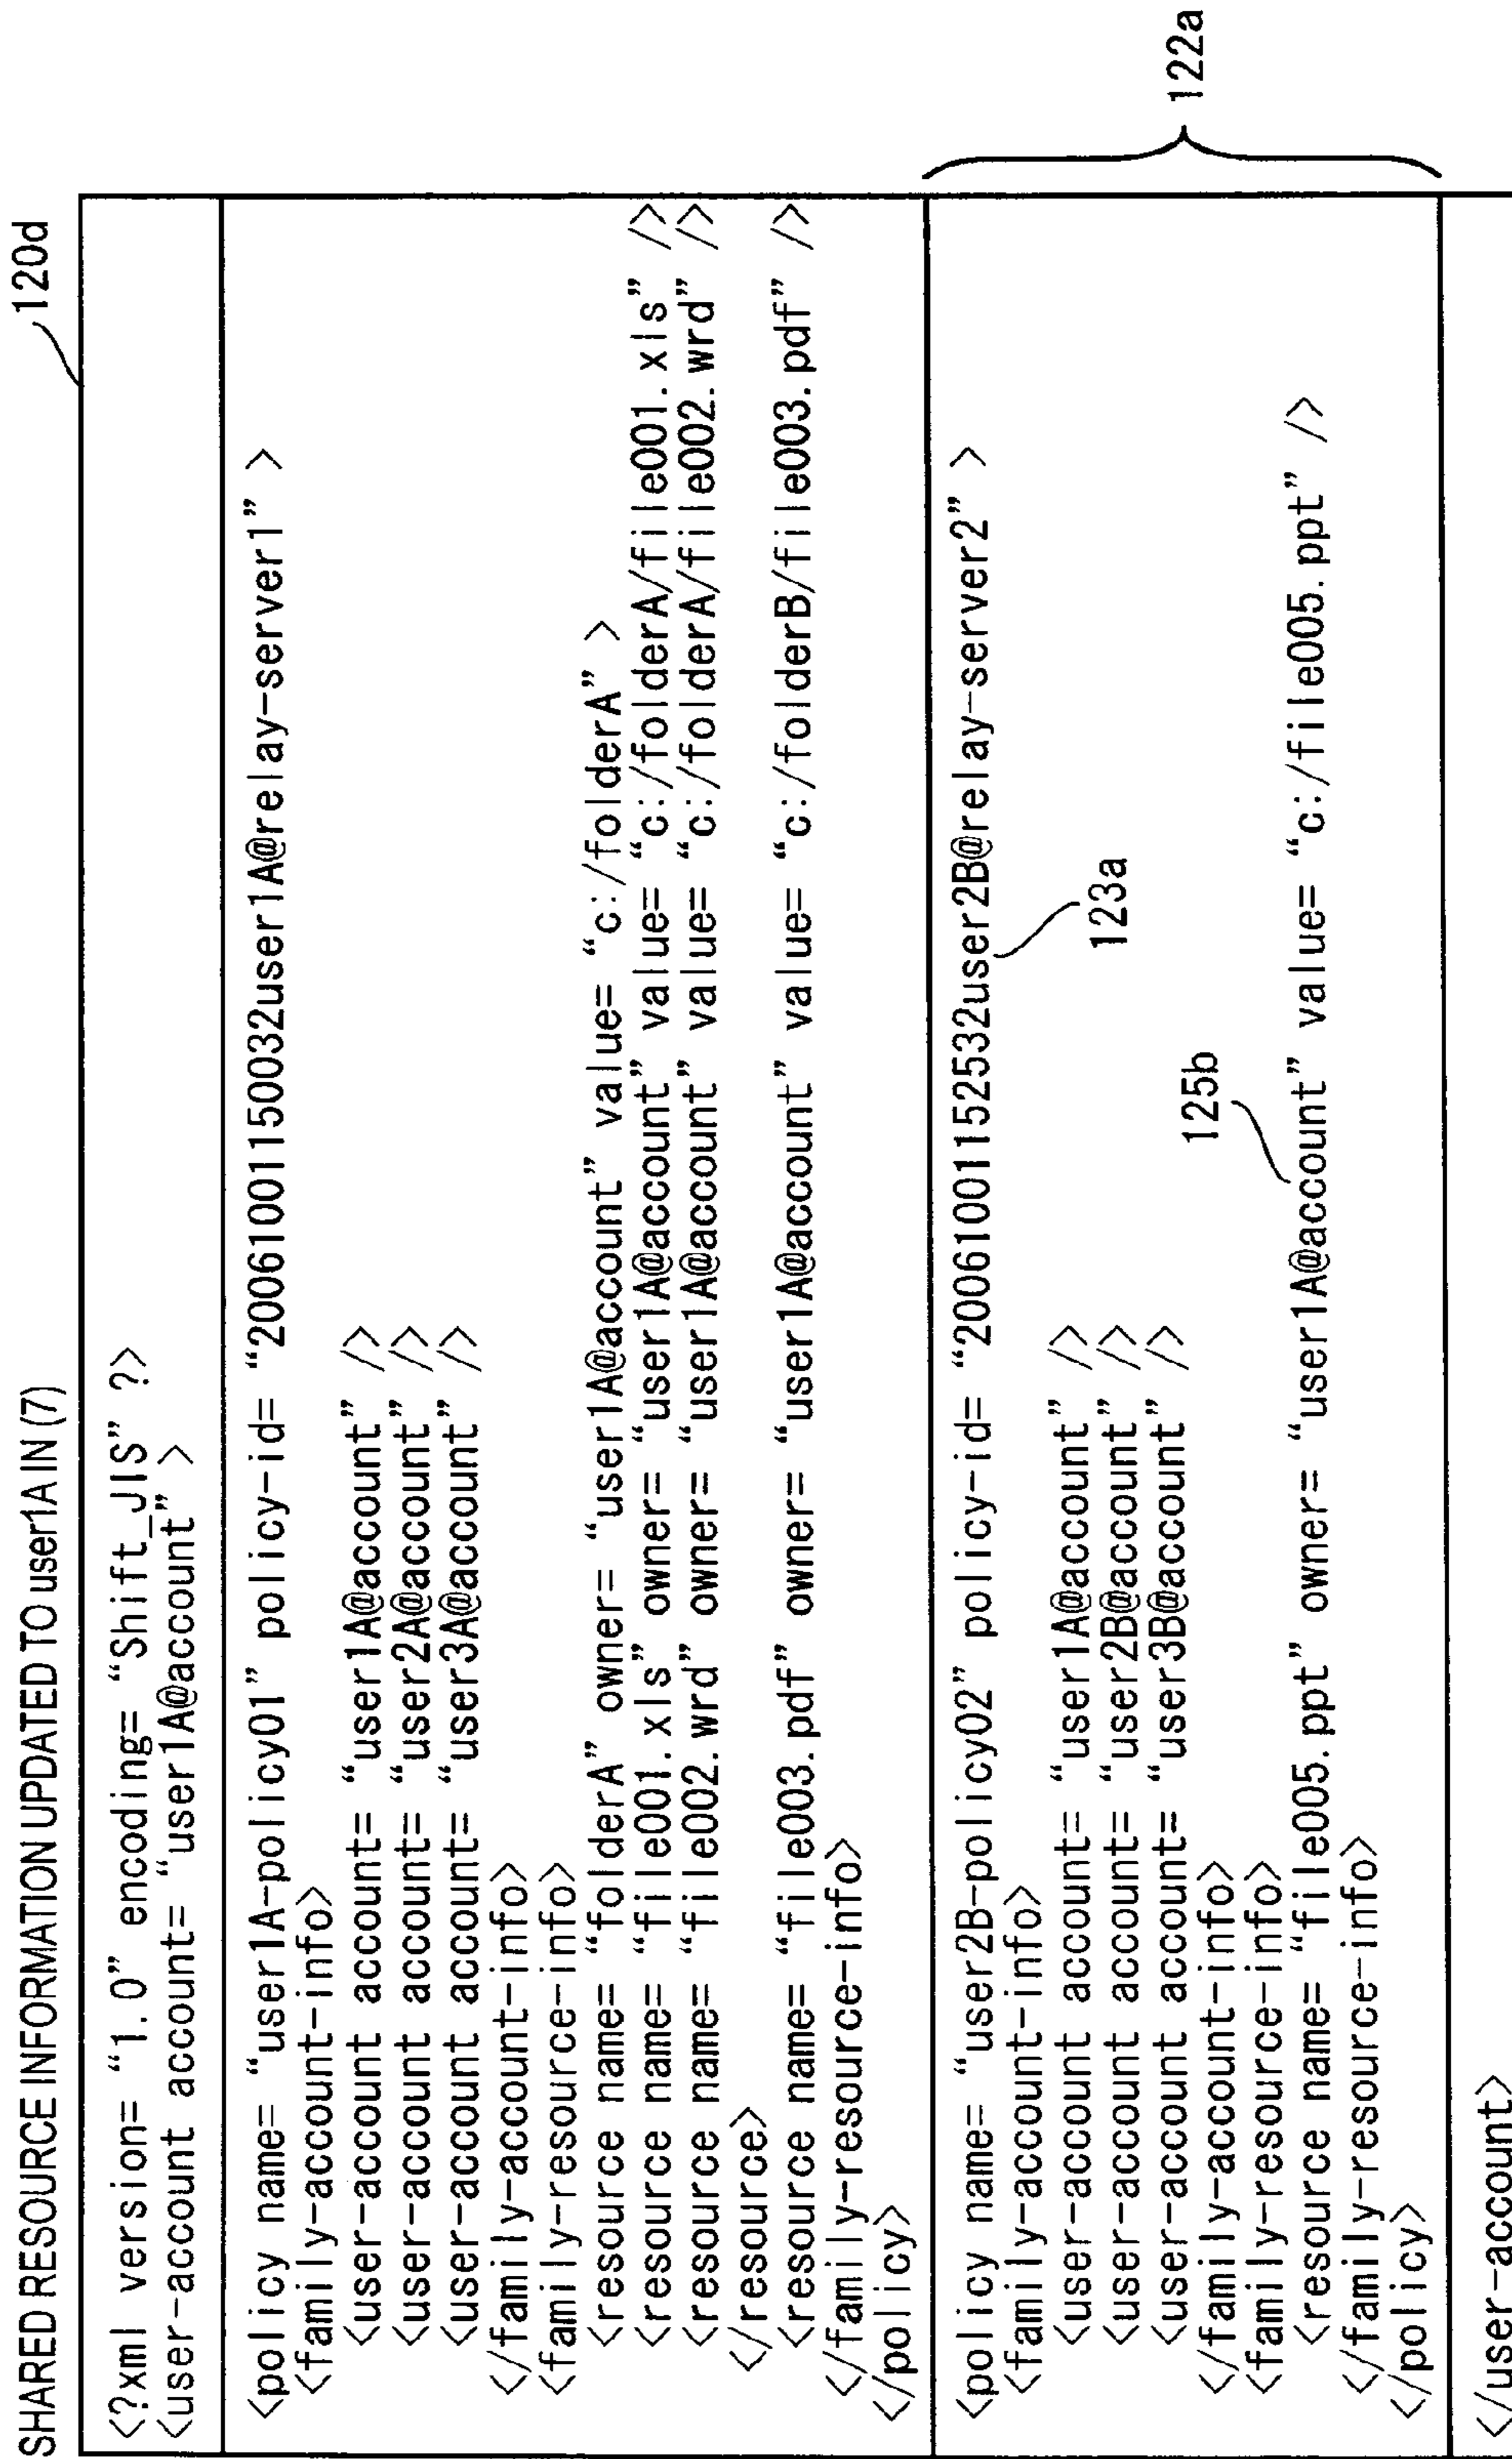 SHARED RESOURCE INFORMATION UPDATED TO user1A IN (7)
120d
<?xml version= “1.0” encoding= “Shift_JIS” ?>
<user-account account= “user1A@account” >
<policy name= “user1A-policy01” policy-id= “20061001150032user1A@relay-server1” >
<family-account-info>
<user-account account= “user1A@account” />
<user-account account= “user2A@account” />
<user-account account= “user3A@account” />
</family-account-info>
<family-resource-info>
<resource name= “folderA” owner= “user1A@account” value= “c:/folderA” >
<resource name= “file001.xls” owner= “user1A@account” value= “c:/folderA/file001.xls” />
<resource name= “file002.wrd” owner= “user1A@account” value= “c:/folderA/file002.wrd” />
</resource>
<resource name= “file003.pdf” owner= “user1A@account” value= “c:/folderB/file003.pdf” />
</family-resource-info>
</policy>
<policy name= “user2B-policy02” policy-id= “20061001152532user2B@relay-server2” >
<family-account-info>
123a
<user-account account= “user1A@account” />
<user-account account= “user2B@account” />
<user-account account= “user3B@account” />
122a
125b
</family-account-info>
<family-resource-info>
<resource name= “file005.ppt” owner= “user1A@account” value= “c:/file005.ppt” />
</family-resource-info>
</policy>
</user-account>